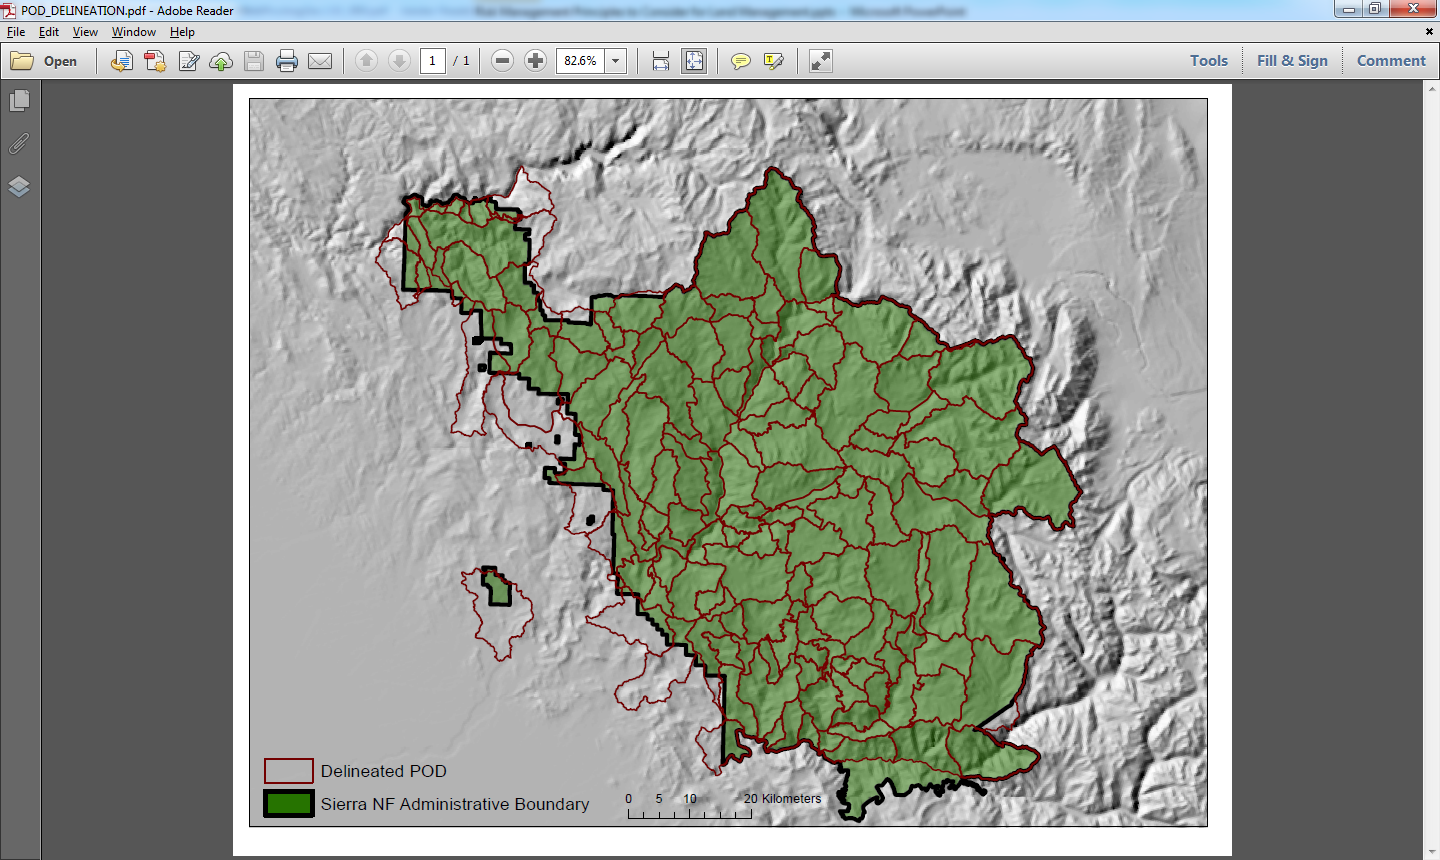 POD_DELINEATION.pdf - Adobe Reader
File Edit View Window Help
Open 1 / 1 82.6% Tools Fill & Sign Comment
Delineated POD
Sierra NF Administrative Boundary
0 5 10 20 Kilometers